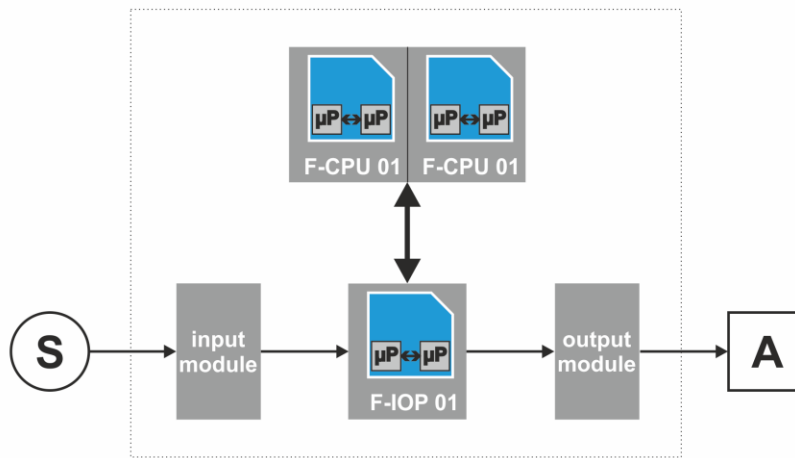 µP µP
F-CPU 01
µP µP
F-CPU 01
S
input
module
µP µP
F-IOP 01
output
module
A